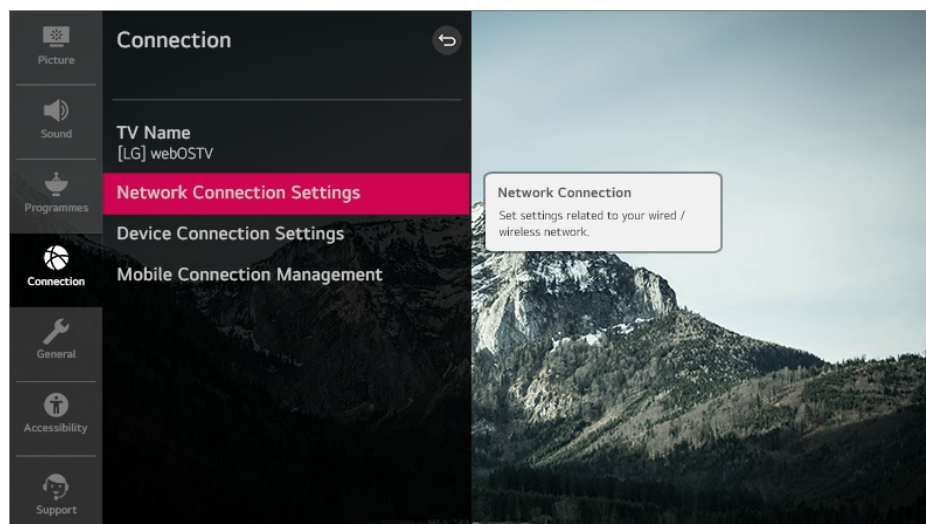 Picture
Sound
Programmes
Connection
General
Accessibility
Support
Connection
TV Name
[LG] webOSTV
Network Connection Settings
Device Connection Settings
Mobile Connection Management
Network Connection
Set settings related to your wired /
wireless network.